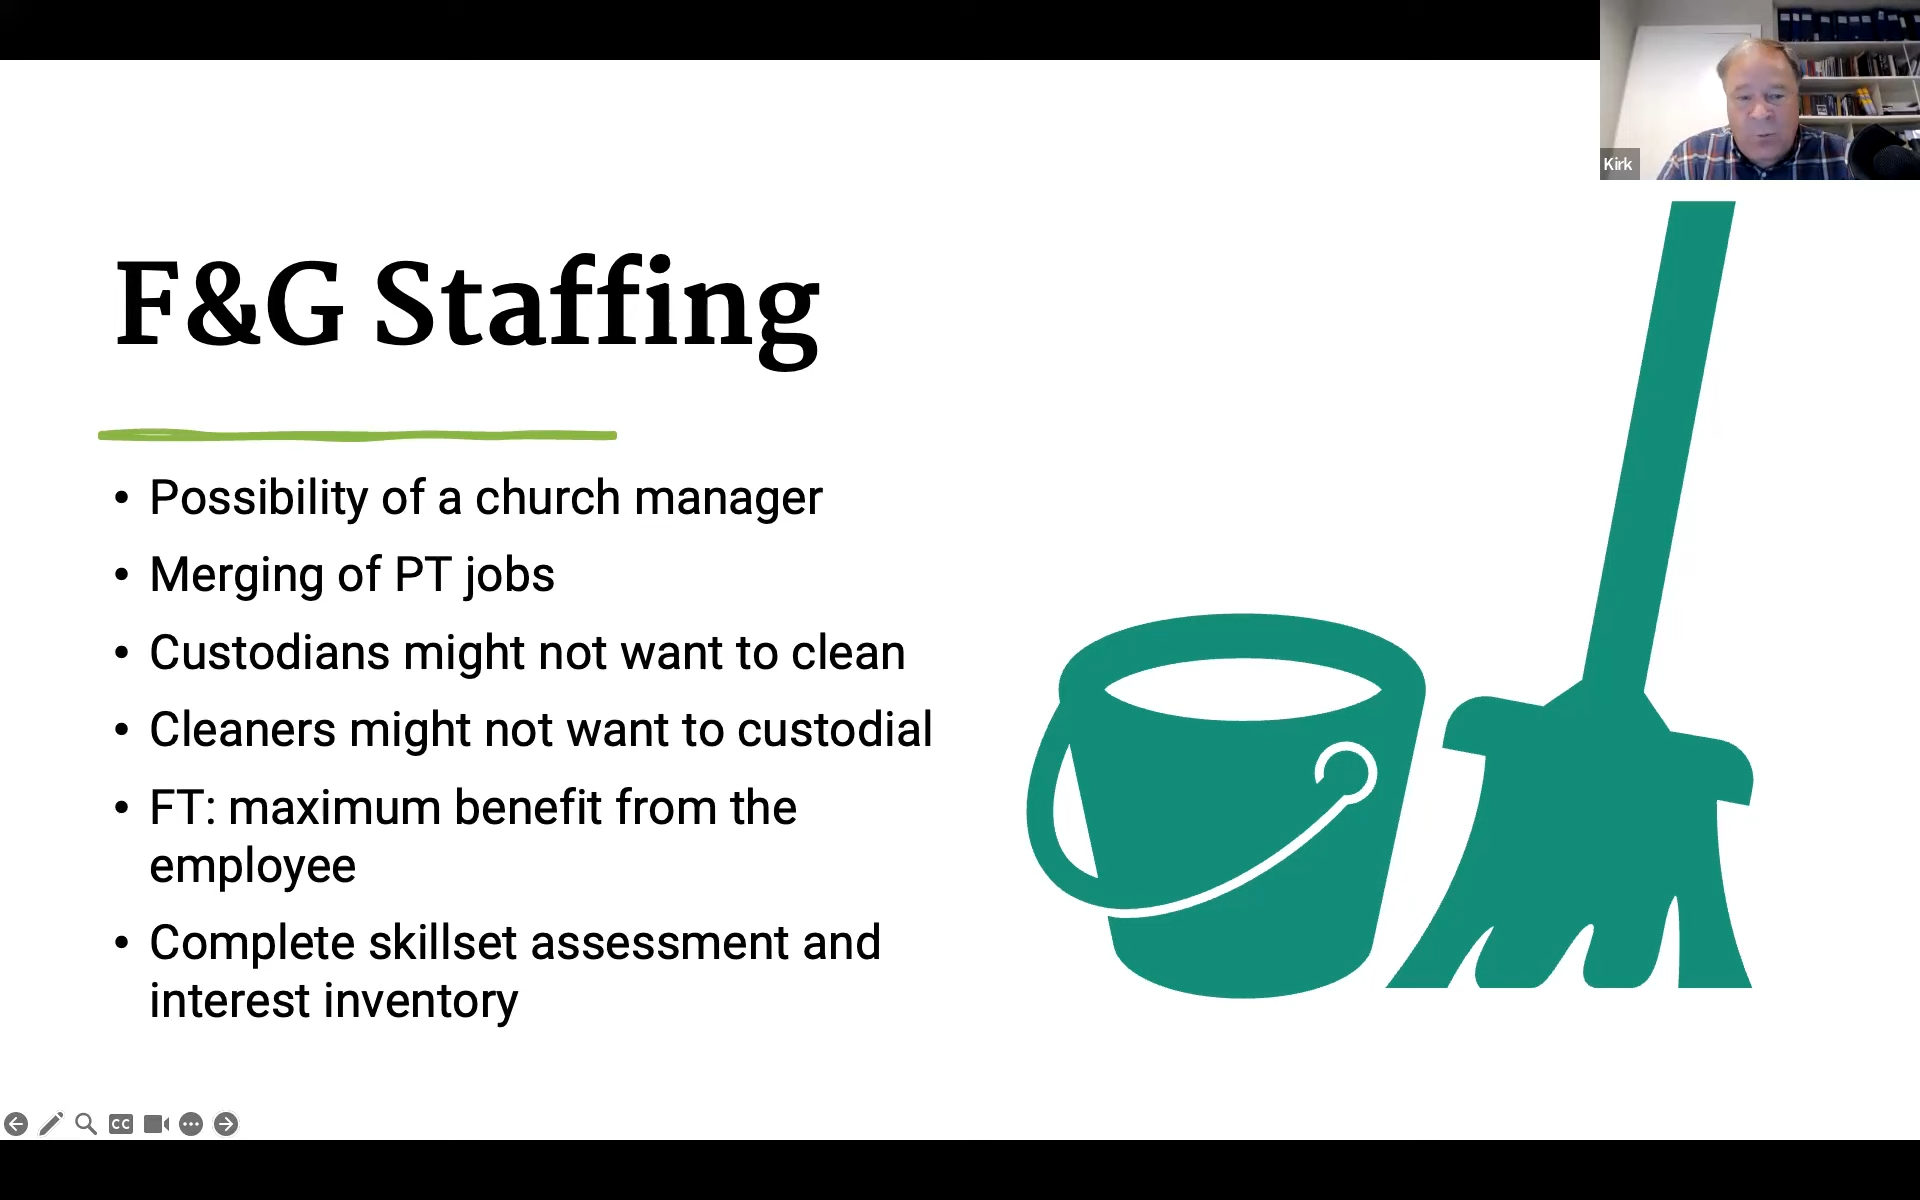 Kirk
F&G Staffing
• Possibility of a church manager
• Merging of PT jobs
• Custodians might not want to clean
• Cleaners might not want to custodial
• FT: maximum benefit from the
employee
• Complete skillset assessment and
interest inventory
CC